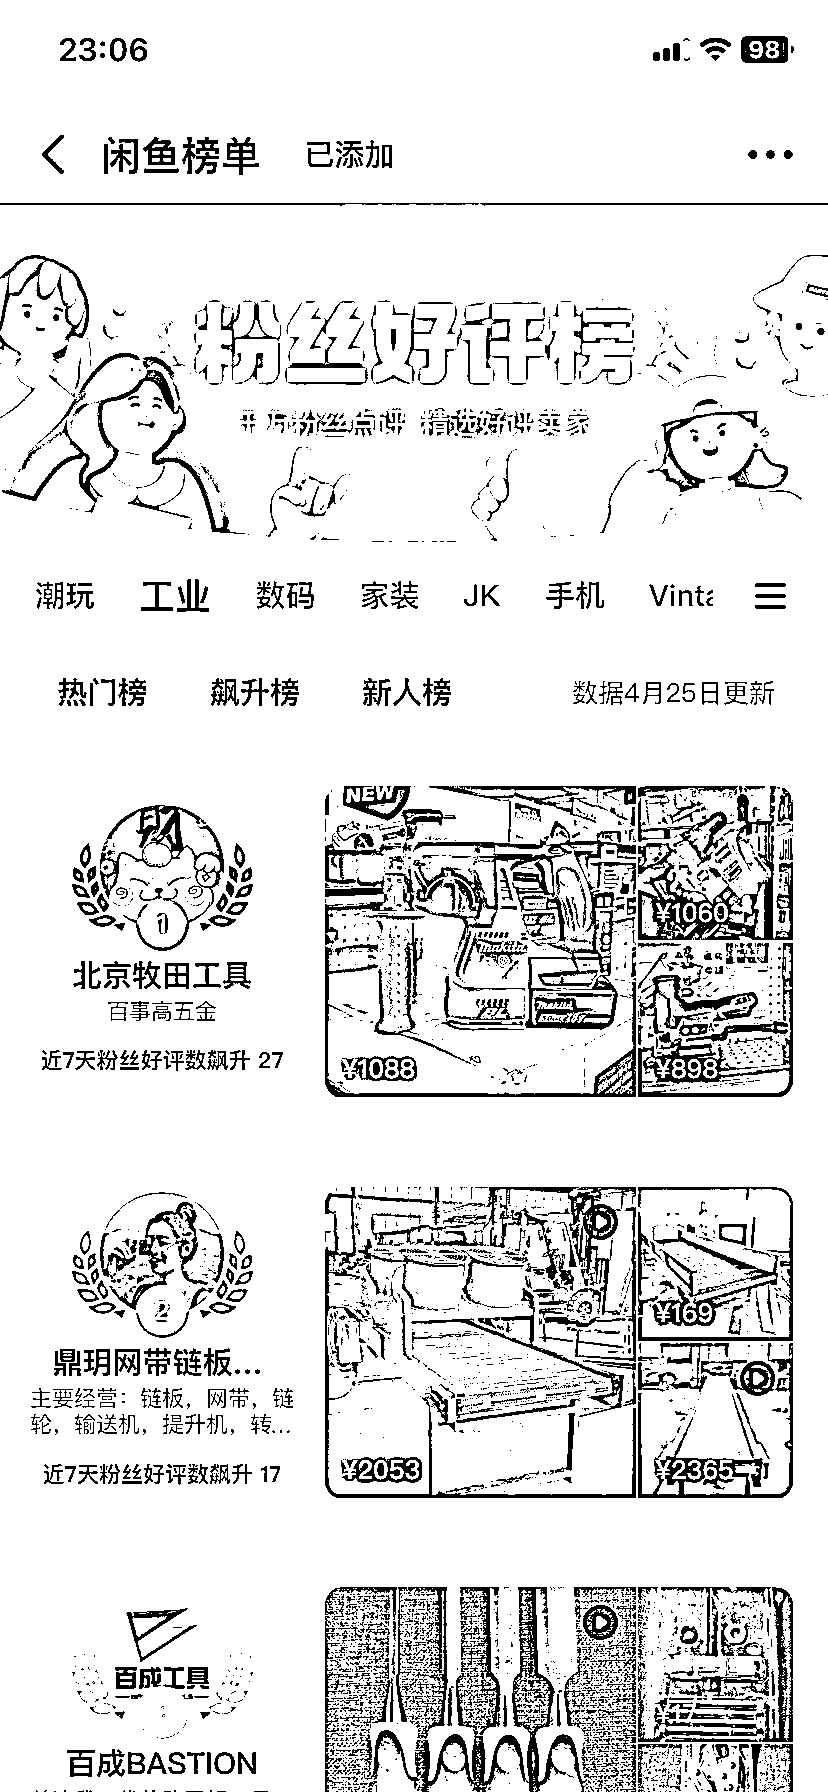 23:06
98
闲鱼榜单 已添加
粉丝好评榜
千万粉丝点评 精选好评卖家
潮玩 工业 数码 家装 JK 手机 Vinta
热门榜 飙升榜 新人榜 数据4月25日更新
NEW
1
北京牧田工具
百事高五金
近7天粉丝好评数飙升 27
¥1088
¥1060
¥898
2
鼎玥网带链板...
主要经营：链板，网带，链
轮，输送机，提升机，转...
近7天粉丝好评数飙升 17
¥2053
¥169
¥2365
百成工具
百成BASTION